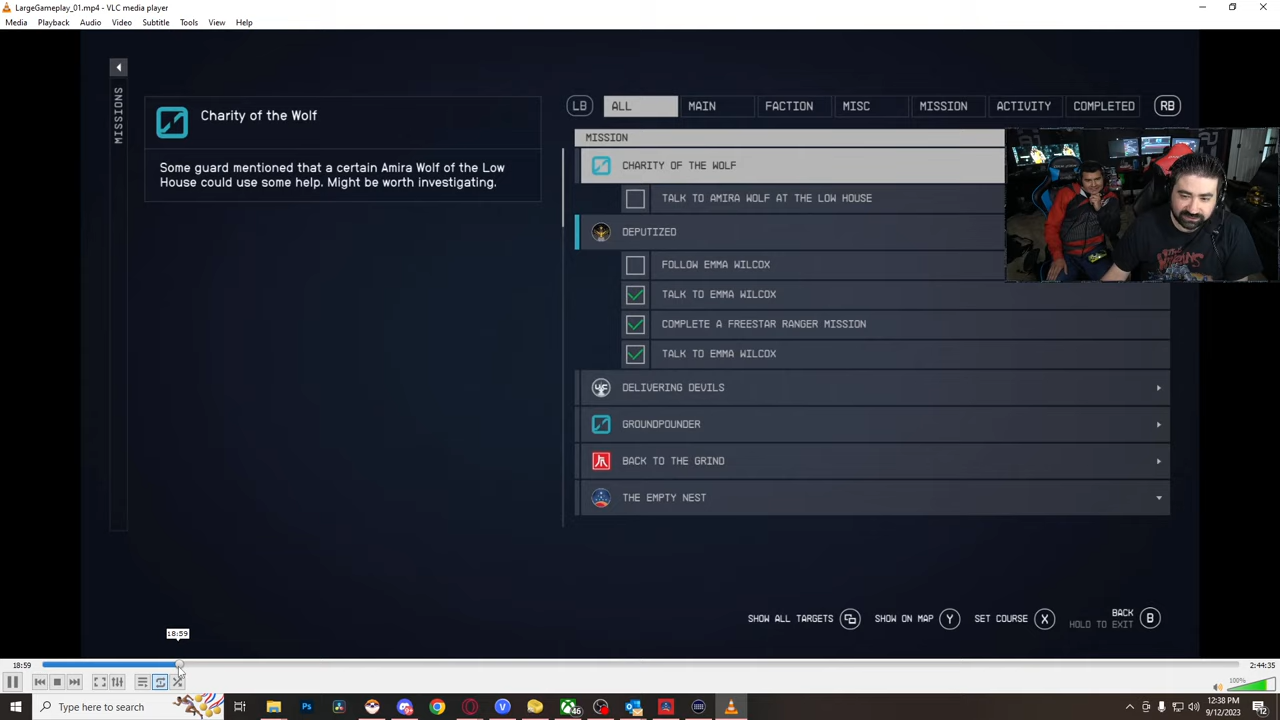 LargeGameplay_01.mp4 - VLC media player
Media Playback Audio Video Subtitle Tools View Help
MISSIONS
Charity of the Wolf
Some guard mentioned that a certain Amira Wolf of the Low
House could use some help. Might be worth investigating.
LB ALL MAIN FACTION MISC MISSION ACTIVITY COMPLETED RB
MISSION
CHARITY OF THE WOLF
TALK TO AMIRA WOLF AT THE LOW HOUSE
DEPUTIZED
FOLLOW EMMA WILCOX
TALK TO EMMA WILCOX
COMPLETE A FREESTAR RANGER MISSION
TALK TO EMMA WILCOX
DELIVERING DEVILS
GROUNDPOUNDER
BACK TO THE GRIND
THE EMPTY NEST
SHOW ALL TARGETS SHOW ON MAP Y SET COURSE X BACK B
HOLD TO EXIT
18:59
18:59 2:44:35
100%
Type here to search
Ps
V
46
12:38 PM
9/12/2023